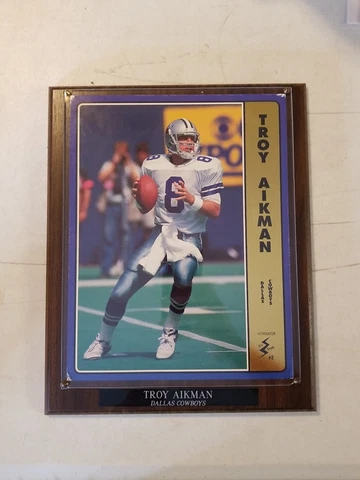 8
TROY AIKMAN
DALLAS
COWBOYS
TROY AIKMAN
DALLAS COWBOYS